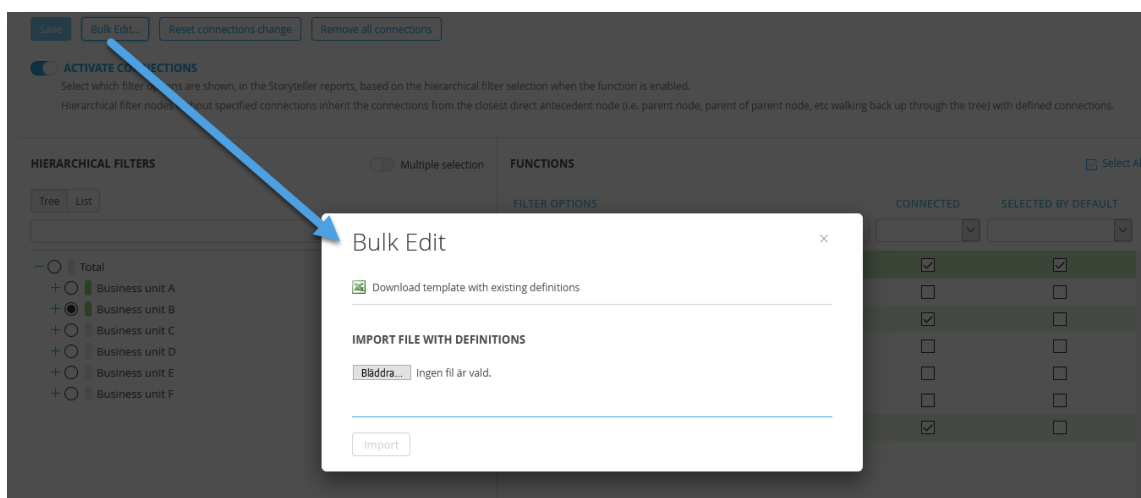 Save Bulk Edit... Reset connections change Remove all connections
ACTIVATE CONNECTIONS
Select which filter options are shown, in the Storyteller reports, based on the hierarchical filter selection when the function is enabled.
Hierarchical filter nodes without specified connections inherit the connections from the closest direct antecedent node (i.e. parent node, parent of parent node, etc walking back up through the tree) with defined connections.
HIERARCHICAL FILTERS Multiple selection FUNCTIONS Select Al
Tree List
FILTER OPTIONS CONNECTED SELECTED BY DEFAULT
Bulk Edit ×
Total
Business unit A
Business unit B
Business unit C
Business unit D
Business unit E
Business unit F
Download template with existing definitions
IMPORT FILE WITH DEFINITIONS
Bläddra... Ingen fil är vald.
Import